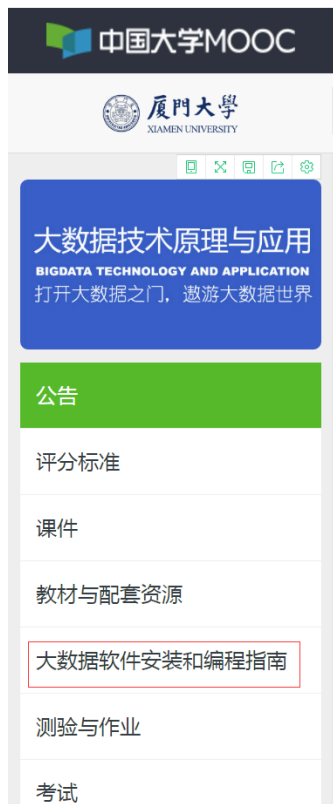 中国大学MOOC
厦門大學
XIAMEN UNIVERSITY
大数据技术原理与应用
BIGDATA TECHNOLOGY AND APPLICATION
打开大数据之门，遨游大数据世界
公告
评分标准
课件
教材与配套资源
大数据软件安装和编程指南
测验与作业
考试